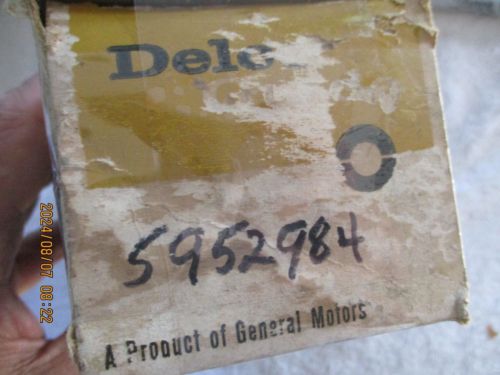 Delc
5952984
A Product of General Motors
2024/08/07 08:22